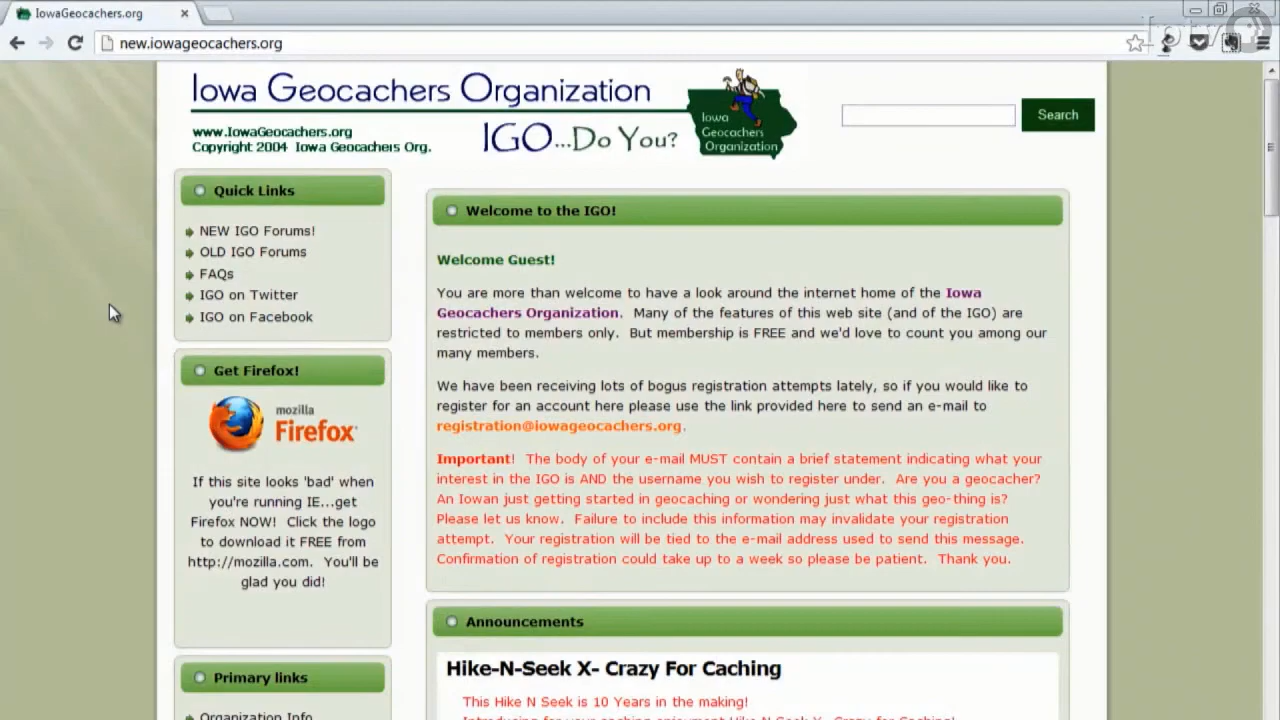 IowaGeocachers.org
new.iowageocachers.org
Iptv
Iowa Geocachers Organization
www.IowaGeocachers.org
Copyright 2004 Iowa Geocachers Org.
IGO...Do You?
Iowa
Geocachers
Organization
Search
Quick Links
NEW IGO Forums!
OLD IGO Forums
FAQs
IGO on Twitter
IGO on Facebook
Get Firefox!
mozilla
Firefox
If this site looks 'bad' when
you're running IE...get
Firefox NOW! Click the logo
to download it FREE from
http://mozilla.com. You'll be
glad you did!
Primary links
Organization Info
Welcome to the IGO!
Welcome Guest!
You are more than welcome to have a look around the internet home of the Iowa
Geocachers Organization. Many of the features of this web site (and of the IGO) are
restricted to members only. But membership is FREE and we'd love to count you among our
many members.
We have been receiving lots of bogus registration attempts lately, so if you would like to
register for an account here please use the link provided here to send an e-mail to
registration@iowageocachers.org.
Important! The body of your e-mail MUST contain a brief statement indicating what your
interest in the IGO is AND the username you wish to register under. Are you a geocacher?
An Iowan just getting started in geocaching or wondering just what this geo-thing is?
Please let us know. Failure to include this information may invalidate your registration
attempt. Your registration will be tied to the e-mail address used to send this message.
Confirmation of registration could take up to a week so please be patient. Thank you.
Announcements
Hike-N-Seek X- Crazy For Caching
This Hike N Seek is 10 Years in the making!
Introducing for your caching enjoyment Hike N Seek X- Crazy for Caching!